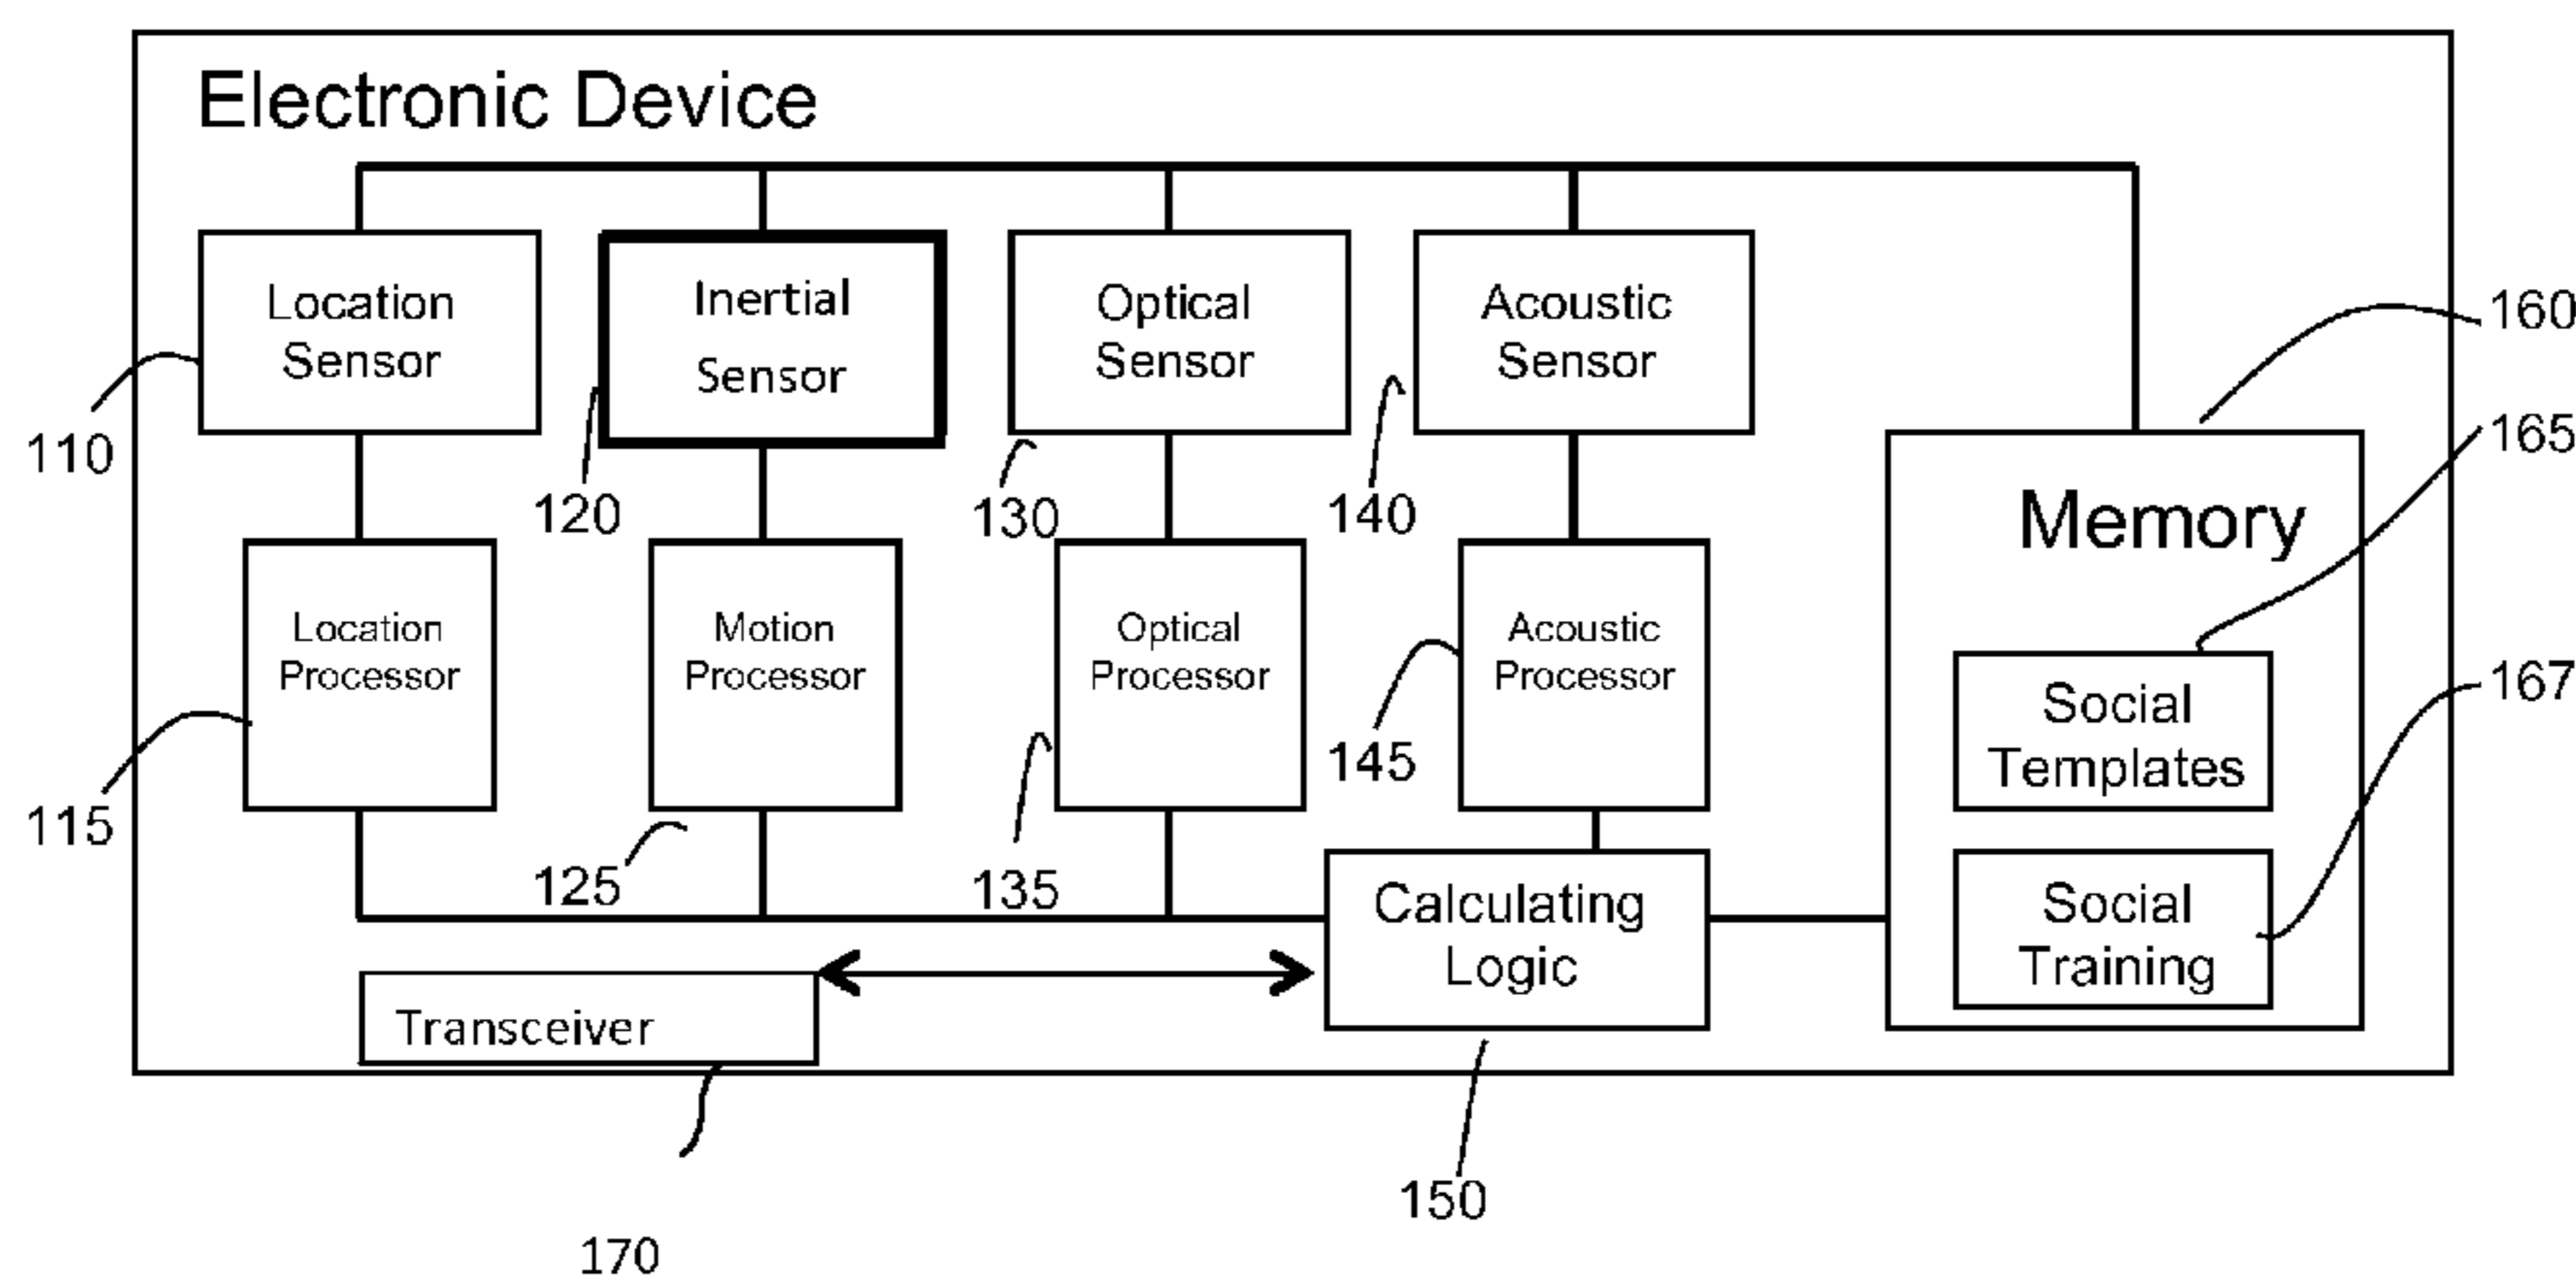 Electronic Device
Location
Sensor
Inertial
Sensor
Optical
Sensor
Acoustic
Sensor
160
165
110
120
130
140
Memory
Location
Processor
Motion
Processor
Optical
Processor
Acoustic
Processor
167
Social
Templates
115
125
135
145
Calculating
Logic
Social
Training
Transceiver
150
170